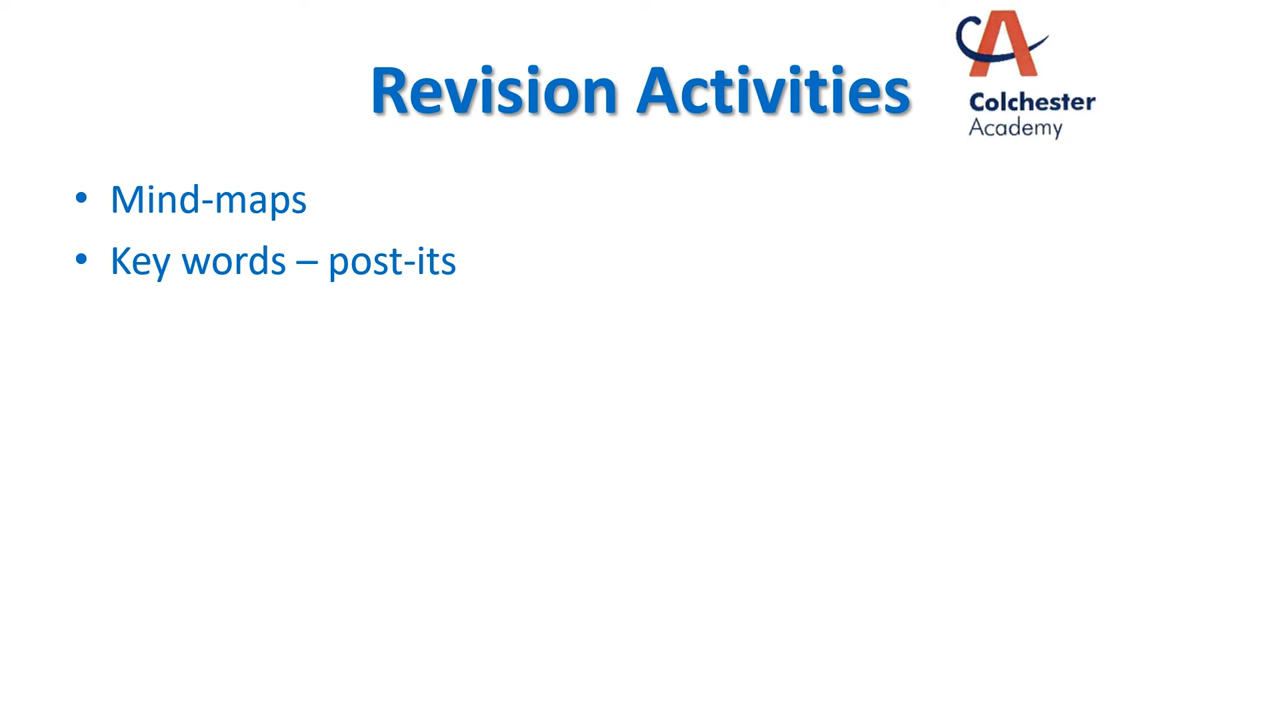 Revision Activities
Colchester
Academy
• Mind-maps
• Key words – post-its